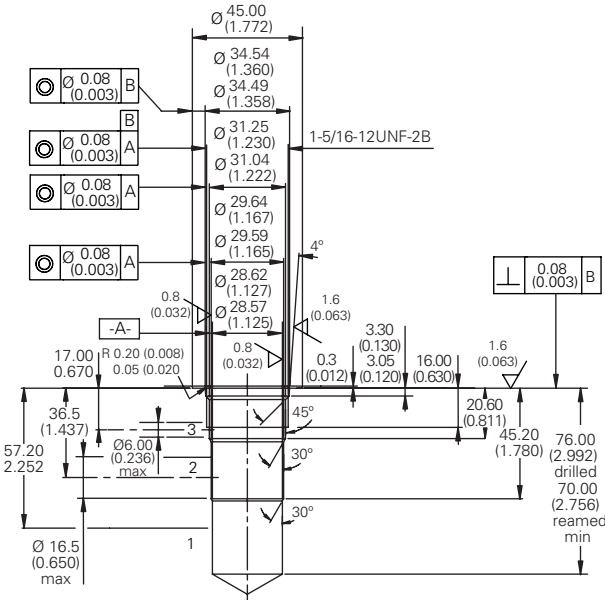 Ø 45.00
(1.772)
Ø 34.54
(1.360)
Ø 34.49
(1.358)
Ø 0.08
(0.003)
B
B
Ø 31.25
(1.230)
Ø 31.04
(1.222)
1-5/16-12UNF-2B
Ø 0.08
(0.003)
A
Ø 0.08
(0.003)
A
Ø 29.64
(1.167)
Ø 29.59
(1.165)
4°
Ø 0.08
(0.003)
A
Ø 28.62
(1.127)
Ø 28.57
(1.125)
0.08
(0.003)
B
0.8
(0.032)
1.6
(0.063)
-A-
17.00
0.670
R 0.20 (0.008)
0.05 (0.020
0.8
(0.032)
0.3
(0.012)
3.30
(0.130)
3.05
(0.120)
16.00
(0.630)
1.6
(0.063)
36.5
(1.437)
57.20
2.252
Ø6.00
(0.236)
max
3
2
1
45°
30°
30°
20.60
(0.811)
45.20
(1.780)
76.00
(2.992)
drilled
70.00
(2.756)
reamed
min
Ø 16.5
(0.650)
max